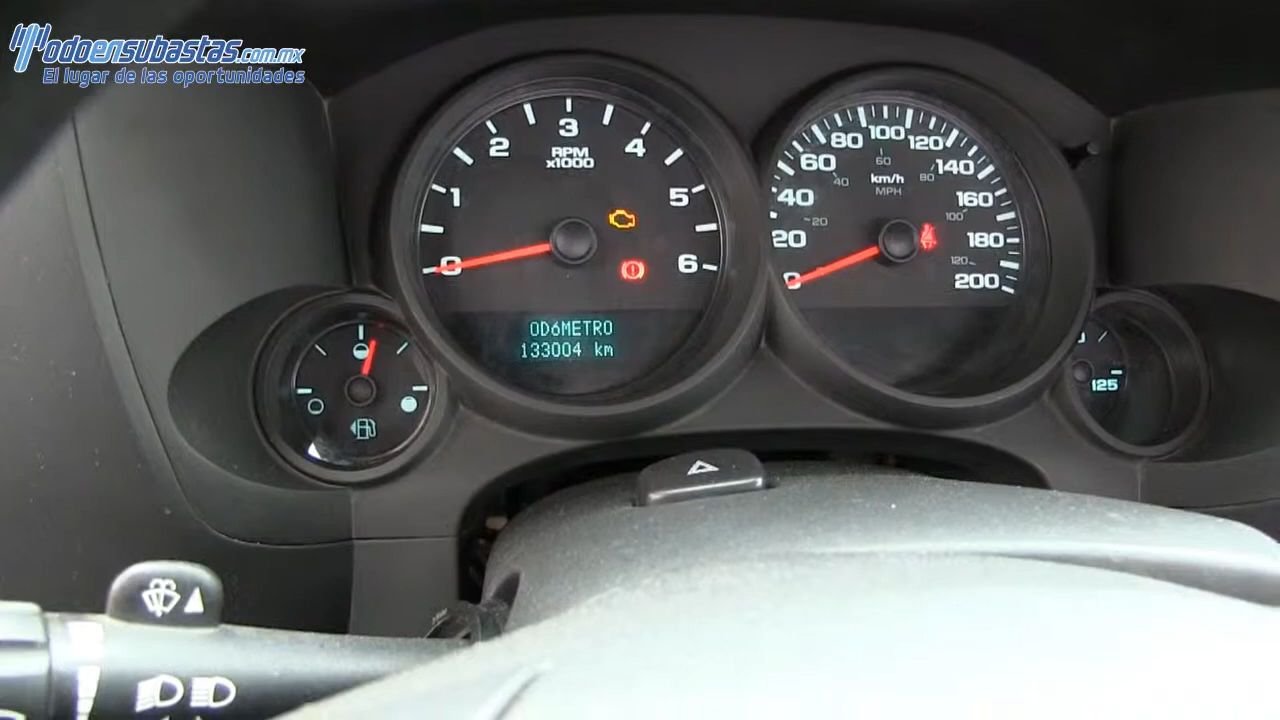 Todoensubastas.com.mx
El lugar de las oportunidades
0 1 2 3 4 5 6
RPM
x1000
OD6METRO
133004 km
0 20 40 60 80 100 120 140 160 180 200
20 40 60 80 100 120
km/h
MPH
125